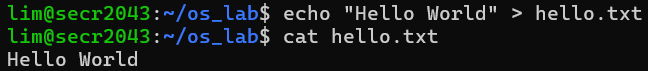 lim@secr2043:~/os_lab$ echo "Hello World" > hello.txt
lim@secr2043:~/os_lab$ cat hello.txt
Hello World